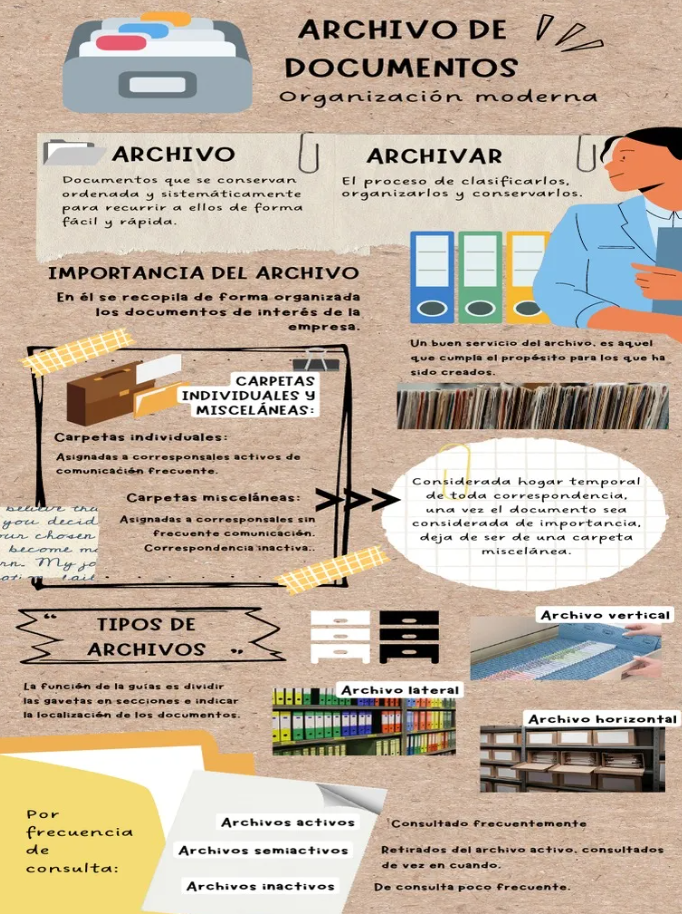 ARCHIVO DE
DOCUMENTOS
Organización moderna
ARCHIVO
Documentos que se conservan
ordenada y sistemáticamente
para recurrir a ellos de forma
fácil y rápida.
ARCHIVAR
El proceso de clasificarlos,
organizarlos y conservarlos.
IMPORTANCIA DEL ARCHIVO
En él se recopila de forma organizada
los documentos de interés de la
empresa.
Un buen servicio del archivo, es aquel
que cumpla el propósito para los que ha
sido creados.
CARPETAS
INDIVIDUALES Y
MISCELÁNEAS:
Carpetas individuales:
Asignadas a corresponsales activos de
comunicación frecuente.
Carpetas misceláneas:
Asignadas a corresponsales sin
frecuente comunicación.
Correspondencia inactiva..
Considerada hogar temporal
de toda correspondencia,
una vez el documento sea
considerada de importancia,
deja de ser de una carpeta
miscelánea.
believe
you decid
chosen
become
My jo
TIPOS DE
ARCHIVOS
La función de la guías es dividir
las gavetas en secciones e indicar
la localización de los documentos.
Archivo vertical
Archivo lateral
Archivo horizontal
Por
frecuencia
de
consulta:
Archivos activos
Consultado frecuentemente
Archivos semiactivos
Retirados del archivo activo, consultados
de vez en cuando.
Archivos inactivos
De consulta poco frecuente.